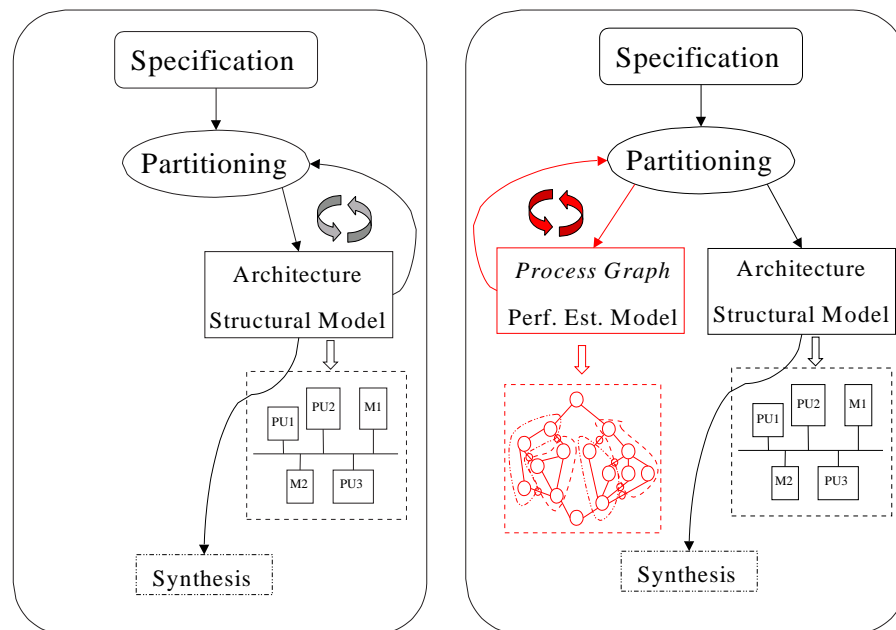 Specification
Partitioning
Architecture
Structural Model
PU1
PU2
M1
M2
PU3
Synthesis
Specification
Partitioning
Process Graph
Perf. Est. Model
Architecture
Structural Model
PU1
PU2
M1
M2
PU3
Synthesis